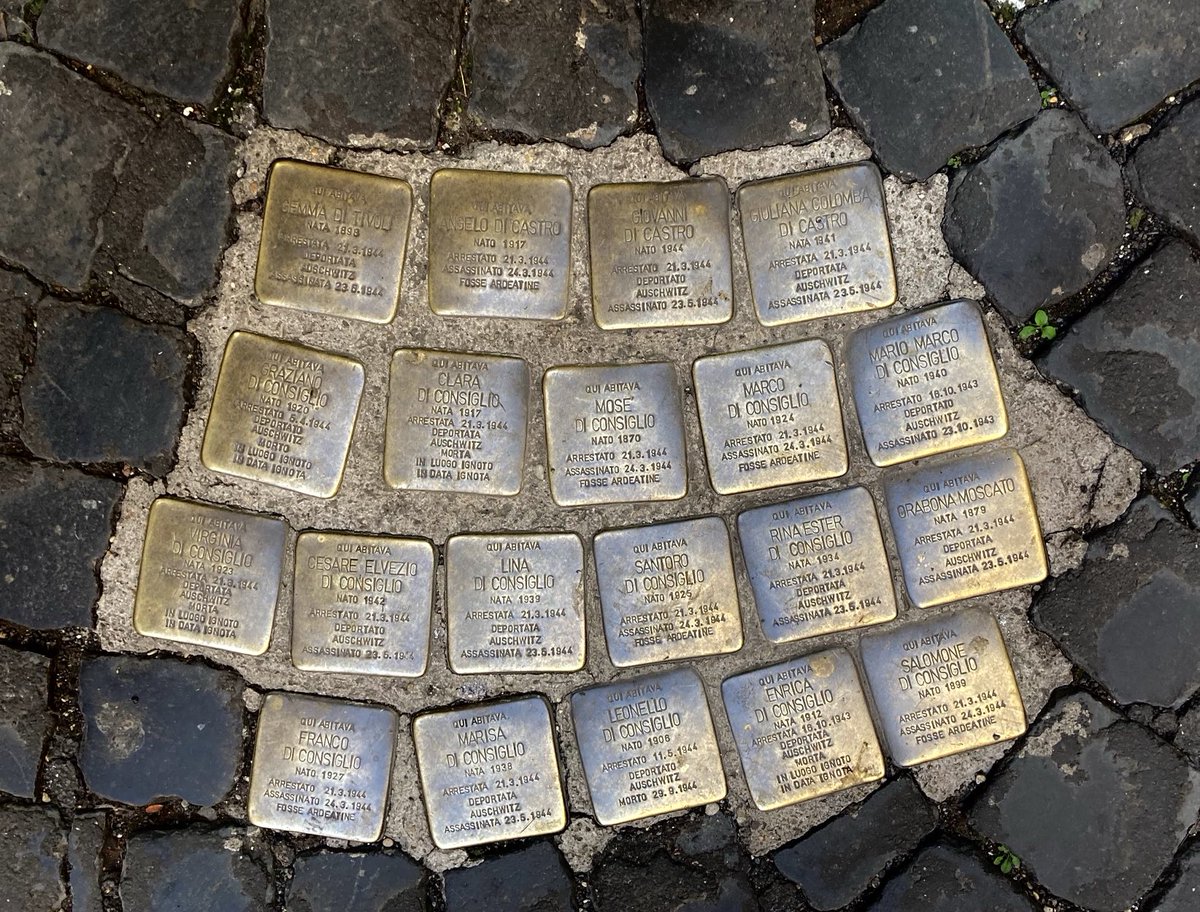 QUI ABITAVA
GEMMA DI TIVOLI
NATA 1893
ARRESTATA 21.3.1944
DEPORTATA
AUSCHWITZ
ASSASSINATA 23.5.1944
QUI ABITAVA
ANGELO DI CASTRO
NATO 1917
ARRESTATO 21.3.1944
ASSASSINATO 24.3.1944
FOSSE ARDEATINE
QUI ABITAVA
GIOVANNI
DI CASTRO
NATO 1944
ARRESTATO 21.3.1944
DEPORTATO
AUSCHWITZ
ASSASSINATO 23.5.1944
QUI ABITAVA
GIULIANA COLOMBA
DI CASTRO
NATA 1941
ARRESTATA 21.3.1944
DEPORTATA
AUSCHWITZ
ASSASSINATA 23.5.1944
QUI ABITAVA
GRAZIANO
DI CONSIGLIO
NATO 1920
ARRESTATO 5.4.1944
DEPORTATO
AUSCHWITZ
MORTO
IN LUOGO IGNOTO
IN DATA IGNOTA
QUI ABITAVA
CLARA
DI CONSIGLIO
NATA 1917
ARRESTATA 21.3.1944
DEPORTATA
AUSCHWITZ
MORTA
IN LUOGO IGNOTO
IN DATA IGNOTA
QUI ABITAVA
MOSE'
DI CONSIGLIO
NATO 1870
ARRESTATO 21.3.1944
ASSASSINATO 24.3.1944
FOSSE ARDEATINE
QUI ABITAVA
MARCO
DI CONSIGLIO
NATO 1924
ARRESTATO 21.3.1944
ASSASSINATO 24.3.1944
FOSSE ARDEATINE
QUI ABITAVA
MARIO MARCO
DI CONSIGLIO
NATO 1940
ARRESTATO 16.10.1943
DEPORTATO
AUSCHWITZ
ASSASSINATO 23.10.1943
QUI ABITAVA
VIRGINIA
DI CONSIGLIO
NATA 1923
ARRESTATA 21.3.1944
DEPORTATA
AUSCHWITZ
MORTA
IN LUOGO IGNOTO
IN DATA IGNOTA
QUI ABITAVA
CESARE ELVEZIO
DI CONSIGLIO
NATO 1942
ARRESTATO 21.3.1944
DEPORTATO
AUSCHWITZ
ASSASSINATO 23.5.1944
QUI ABITAVA
LINA
DI CONSIGLIO
NATA 1939
ARRESTATA 21.3.1944
DEPORTATA
AUSCHWITZ
ASSASSINATA 23.5.1944
QUI ABITAVA
SANTORO
DI CONSIGLIO
NATO 1925
ARRESTATO 21.3.1944
ASSASSINATO 24.3.1944
FOSSE ARDEATINE
QUI ABITAVA
RINA ESTER
DI CONSIGLIO
NATA 1934
ARRESTATA 21.3.1944
DEPORTATA
AUSCHWITZ
ASSASSINATA 23.5.1944
QUI ABITAVA
ORABONA MOSCATO
NATA 1879
ARRESTATA 21.3.1944
DEPORTATA
AUSCHWITZ
ASSASSINATA 23.5.1944
QUI ABITAVA
FRANCO
DI CONSIGLIO
NATO 1927
ARRESTATO 21.3.1944
ASSASSINATO 24.3.1944
FOSSE ARDEATINE
QUI ABITAVA
MARISA
DI CONSIGLIO
NATA 1938
ARRESTATA 21.3.1944
DEPORTATA
AUSCHWITZ
ASSASSINATA 23.5.1944
QUI ABITAVA
LEONELLO
DI CONSIGLIO
NATO 1906
ARRESTATO 11.5.1944
DEPORTATO
AUSCHWITZ
MORTO 29.9.1944
QUI ABITAVA
ENRICA
DI CONSIGLIO
NATA 1912
ARRESTATA 16.10.1943
DEPORTATA
AUSCHWITZ
MORTA
IN LUOGO IGNOTO
IN DATA IGNOTA
QUI ABITAVA
SALOMONE
DI CONSIGLIO
NATO 1899
ARRESTATO 21.3.1944
ASSASSINATO 24.3.1944
FOSSE ARDEATINE